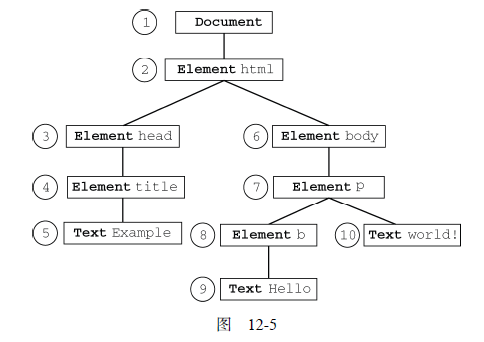 1 Document
2 Element html
3 Element head 6 Element body
4 Element title 7 Element p
5 Text Example 8 Element b 10 Text world!
9 Text Hello
图 12-5